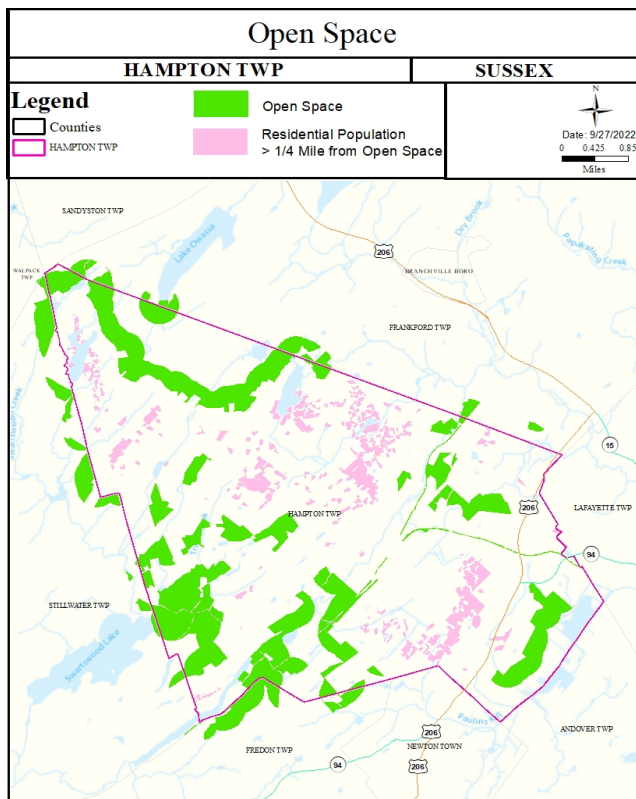 Open Space
HAMPTON TWP
SUSSEX
Legend
Counties
HAMPTON TWP
Open Space
Residential Population
> 1/4 Mile from Open Space
N
Date: 9/27/2022
0 0.425 0.85
Miles
SANDYSTON TWP
Lake Owassa
Dry Brook
Papakating Creek
206
WALPACK
TWP
BRANCHVILLE BORO
FRANKFORD TWP
15
206
LAFAYETTE TWP
HAMPTON TWP
94
STILLWATER TWP
Swartswood Lake
Paulins
206
ANDOVER TWP
NEWTON TOWN
FREDON TWP
94
206